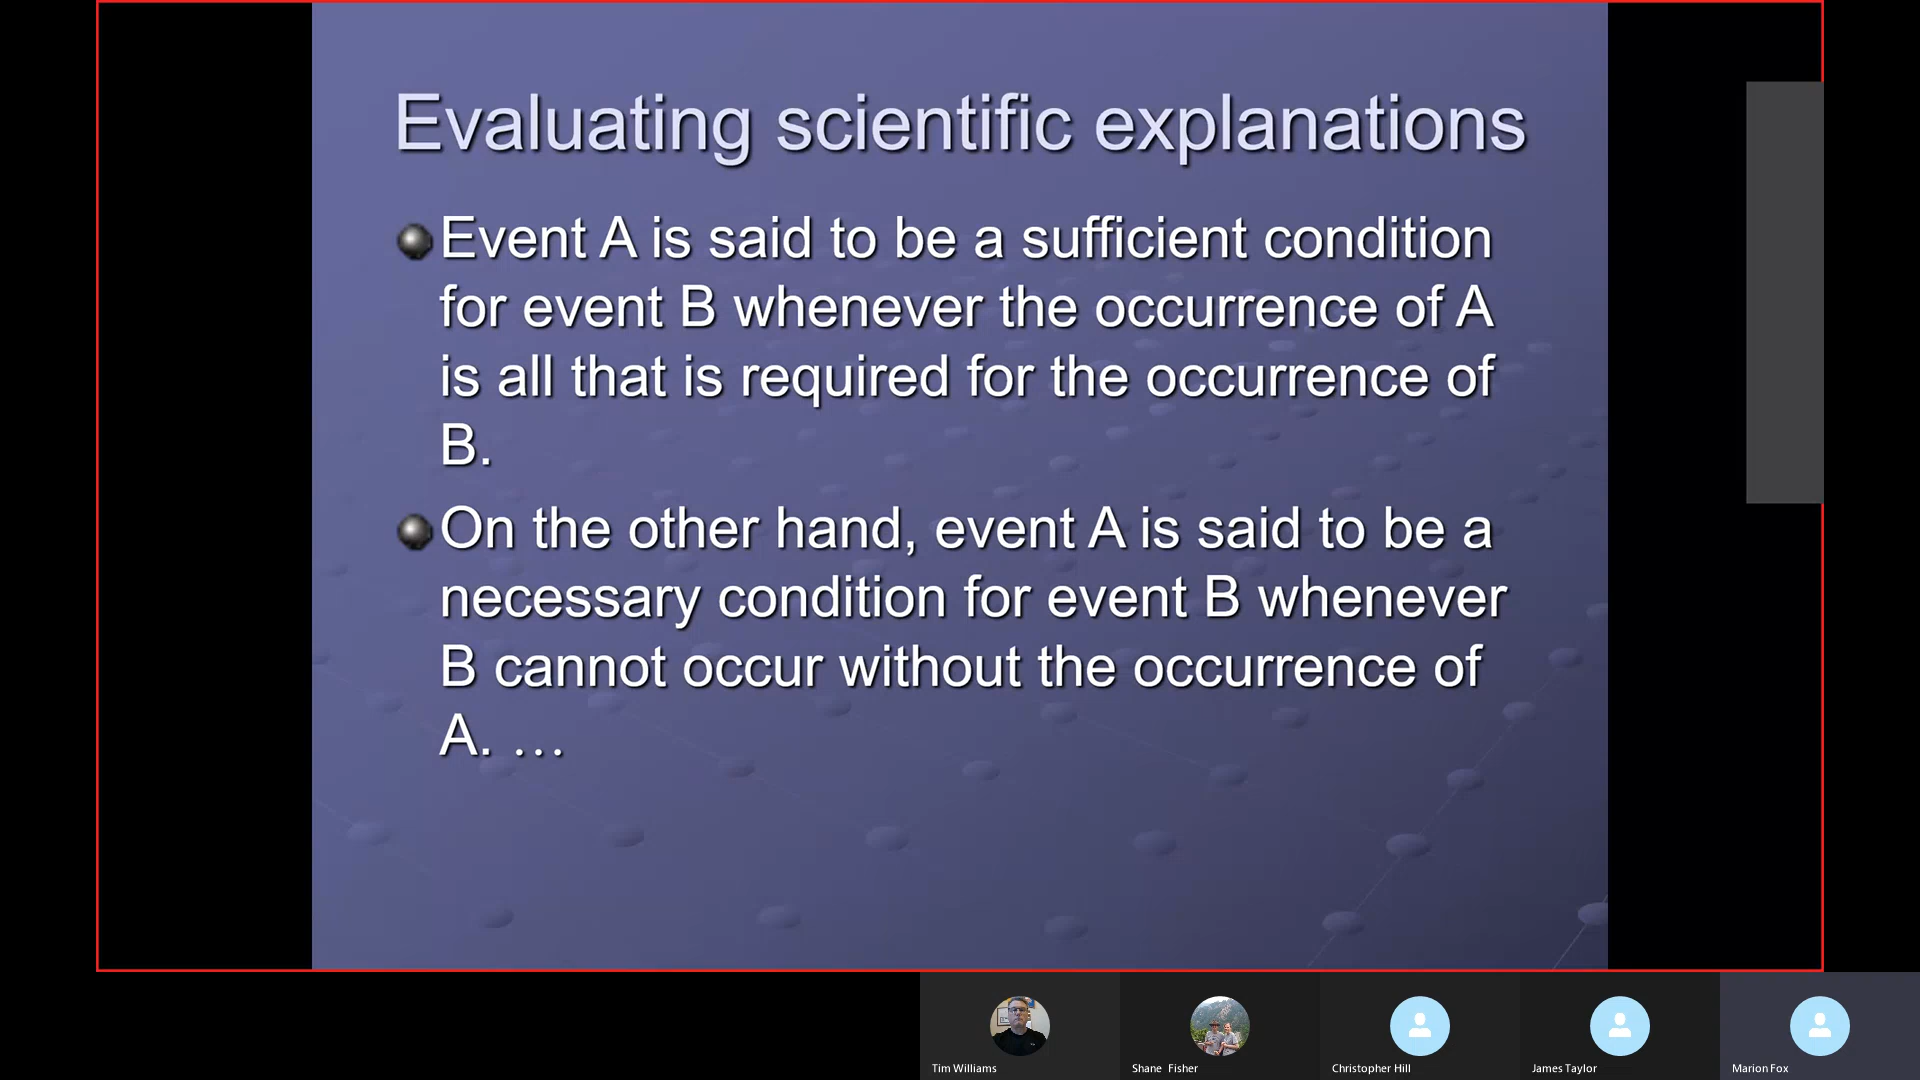 Evaluating scientific explanations
Event A is said to be a sufficient condition
for event B whenever the occurrence of A
is all that is required for the occurrence of
B.
On the other hand, event A is said to be a
necessary condition for event B whenever
B cannot occur without the occurrence of
A. …
Tim Williams
Shane Fisher
Christopher Hill
James Taylor
Marion Fox